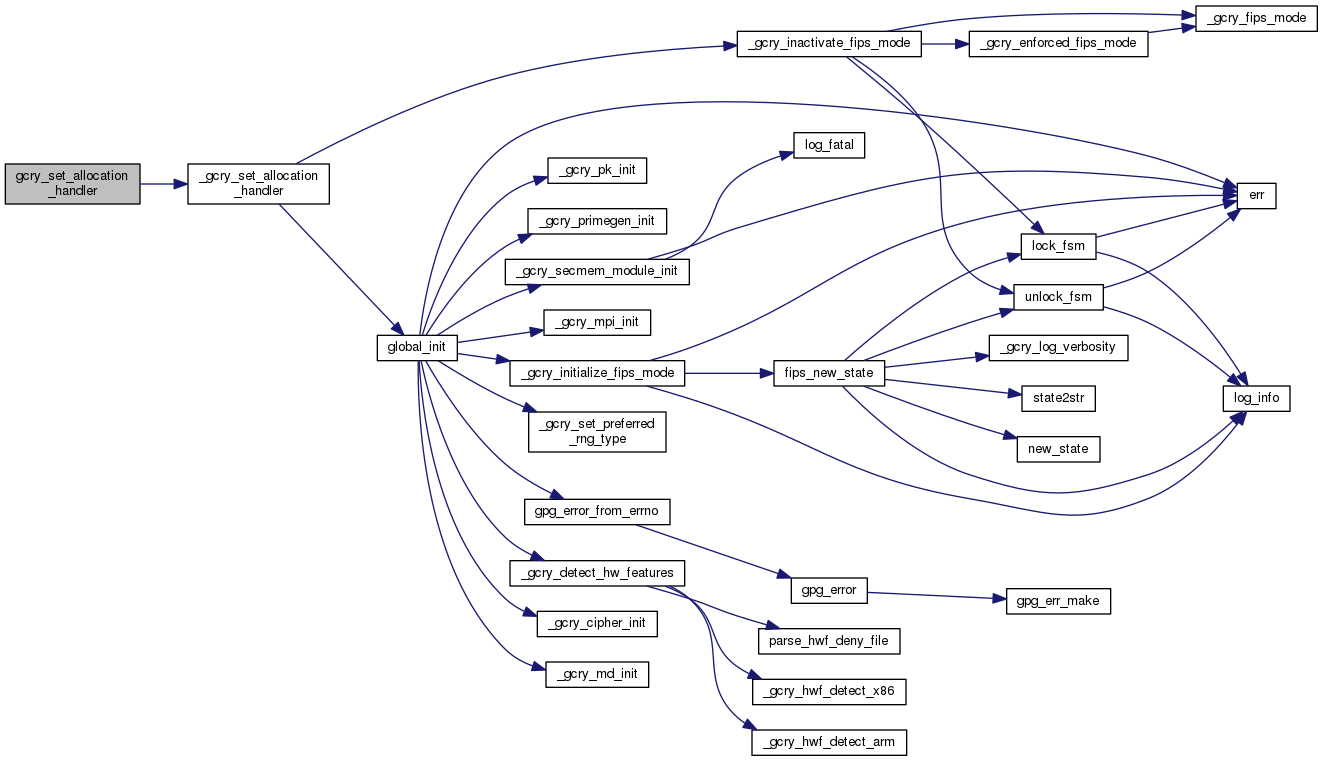 gcry_set_allocation
_handler
_gcry_set_allocation
_handler
global_init
_gcry_inactivate_fips_mode
_gcry_enforced_fips_mode
_gcry_fips_mode
log_fatal
_gcry_pk_init
_gcry_primegen_init
_gcry_secmem_module_init
_gcry_mpi_init
_gcry_initialize_fips_mode
_gcry_set_preferred
_rng_type
gpg_error_from_errno
_gcry_detect_hw_features
_gcry_cipher_init
_gcry_md_init
fips_new_state
gpg_error
parse_hwf_deny_file
_gcry_hwf_detect_x86
_gcry_hwf_detect_arm
lock_fsm
unlock_fsm
_gcry_log_verbosity
state2str
new_state
gpg_err_make
err
log_info